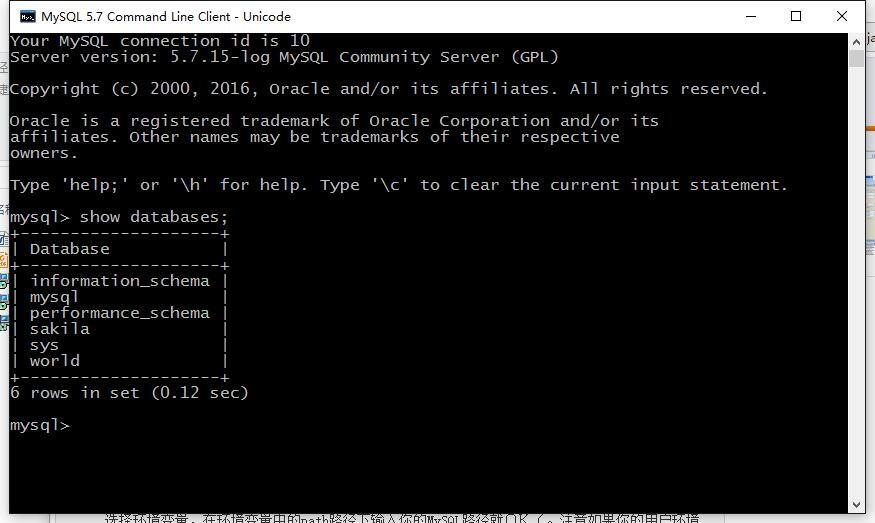 MySQL 5.7 Command Line Client - Unicode
Your MySQL connection id is 10
Server version: 5.7.15-log MySQL Community Server (GPL)
Copyright (c) 2000, 2016, Oracle and/or its affiliates. All rights reserved.
Oracle is a registered trademark of Oracle Corporation and/or its
affiliates. Other names may be trademarks of their respective
owners.
Type 'help;' or '\h' for help. Type '\c' to clear the current input statement.
mysql> show databases;
+--------------------+
| Database           |
+--------------------+
| information_schema |
| mysql              |
| performance_schema |
| sakila             |
| sys                |
| world              |
+--------------------+
6 rows in set (0.12 sec)
mysql>
选择环境变量，在环境变量中的path路径下输入你的MySQL路径就OK了。注意如果你的用户环境